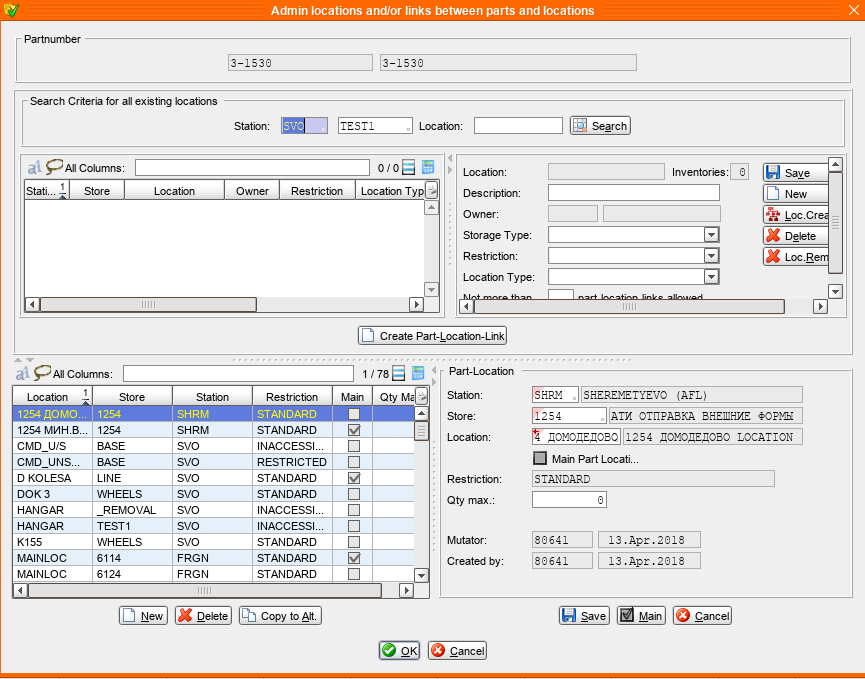 Admin locations and/or links between parts and locations
Partnumber
3-1530 3-1530
Search Criteria for all existing locations
Station: SVO TEST1 Location: Search
All Columns: 0 / 0
Stati... 1 Store Location Owner Restriction Location Typ
Location: Inventories: 0 Save
Description: New
Owner: Loc.Crea
Storage Type: Delete
Restriction: Loc.Rem
Location Type:
Not more than part location links allowed
Create Part-Location-Link
All Columns: 1 / 78
Location 1 Store Station Restriction Main Qty Ma
1254 ДОМО... 1254 SHRM STANDARD
1254 МИН.В... 1254 SHRM STANDARD
CMD_U/S BASE SVO INACCESSI...
CMD_UNS... BASE SVO RESTRICTED
D KOLESA LINE SVO STANDARD
DOK 3 WHEELS SVO STANDARD
HANGAR _REMOVAL SVO INACCESSI...
HANGAR TEST1 SVO INACCESSI...
K155 WHEELS SVO STANDARD
MAINLOC 6114 FRGN STANDARD
MAINLOC 6124 FRGN STANDARD
New Delete Copy to Alt.
Part-Location
Station: SHRM SHEREMETYEVO (AFL)
Store: 1254 АТИ ОТПРАВКА ВНЕШНИЕ ФОРМЫ
Location: 4 ДОМОДЕДОВО 1254 ДОМОДЕДОВО LOCATION
Main Part Locati...
Restriction: STANDARD
Qty max.: 0
Mutator: 80641 13.Apr.2018
Created by: 80641 13.Apr.2018
Save Main Cancel
OK Cancel